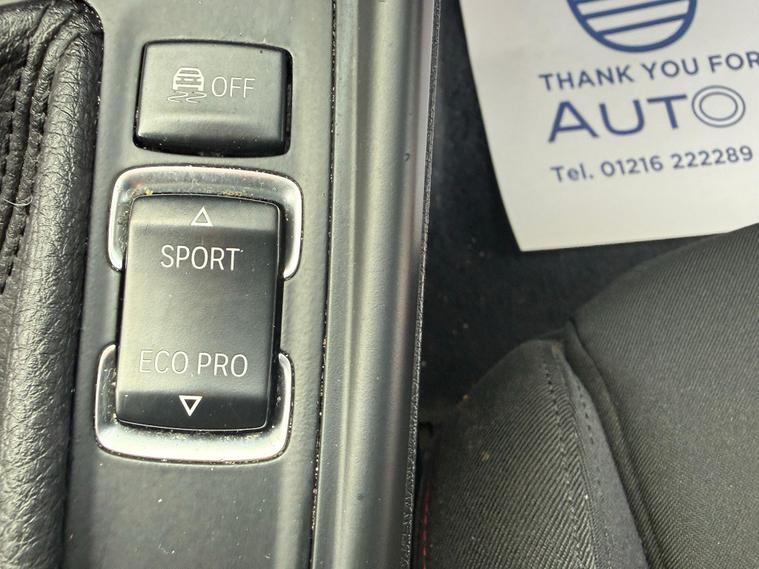 OFF
SPORT
ECO PRO
THANK YOU FOR
AUTO
Tel. 01216 222289